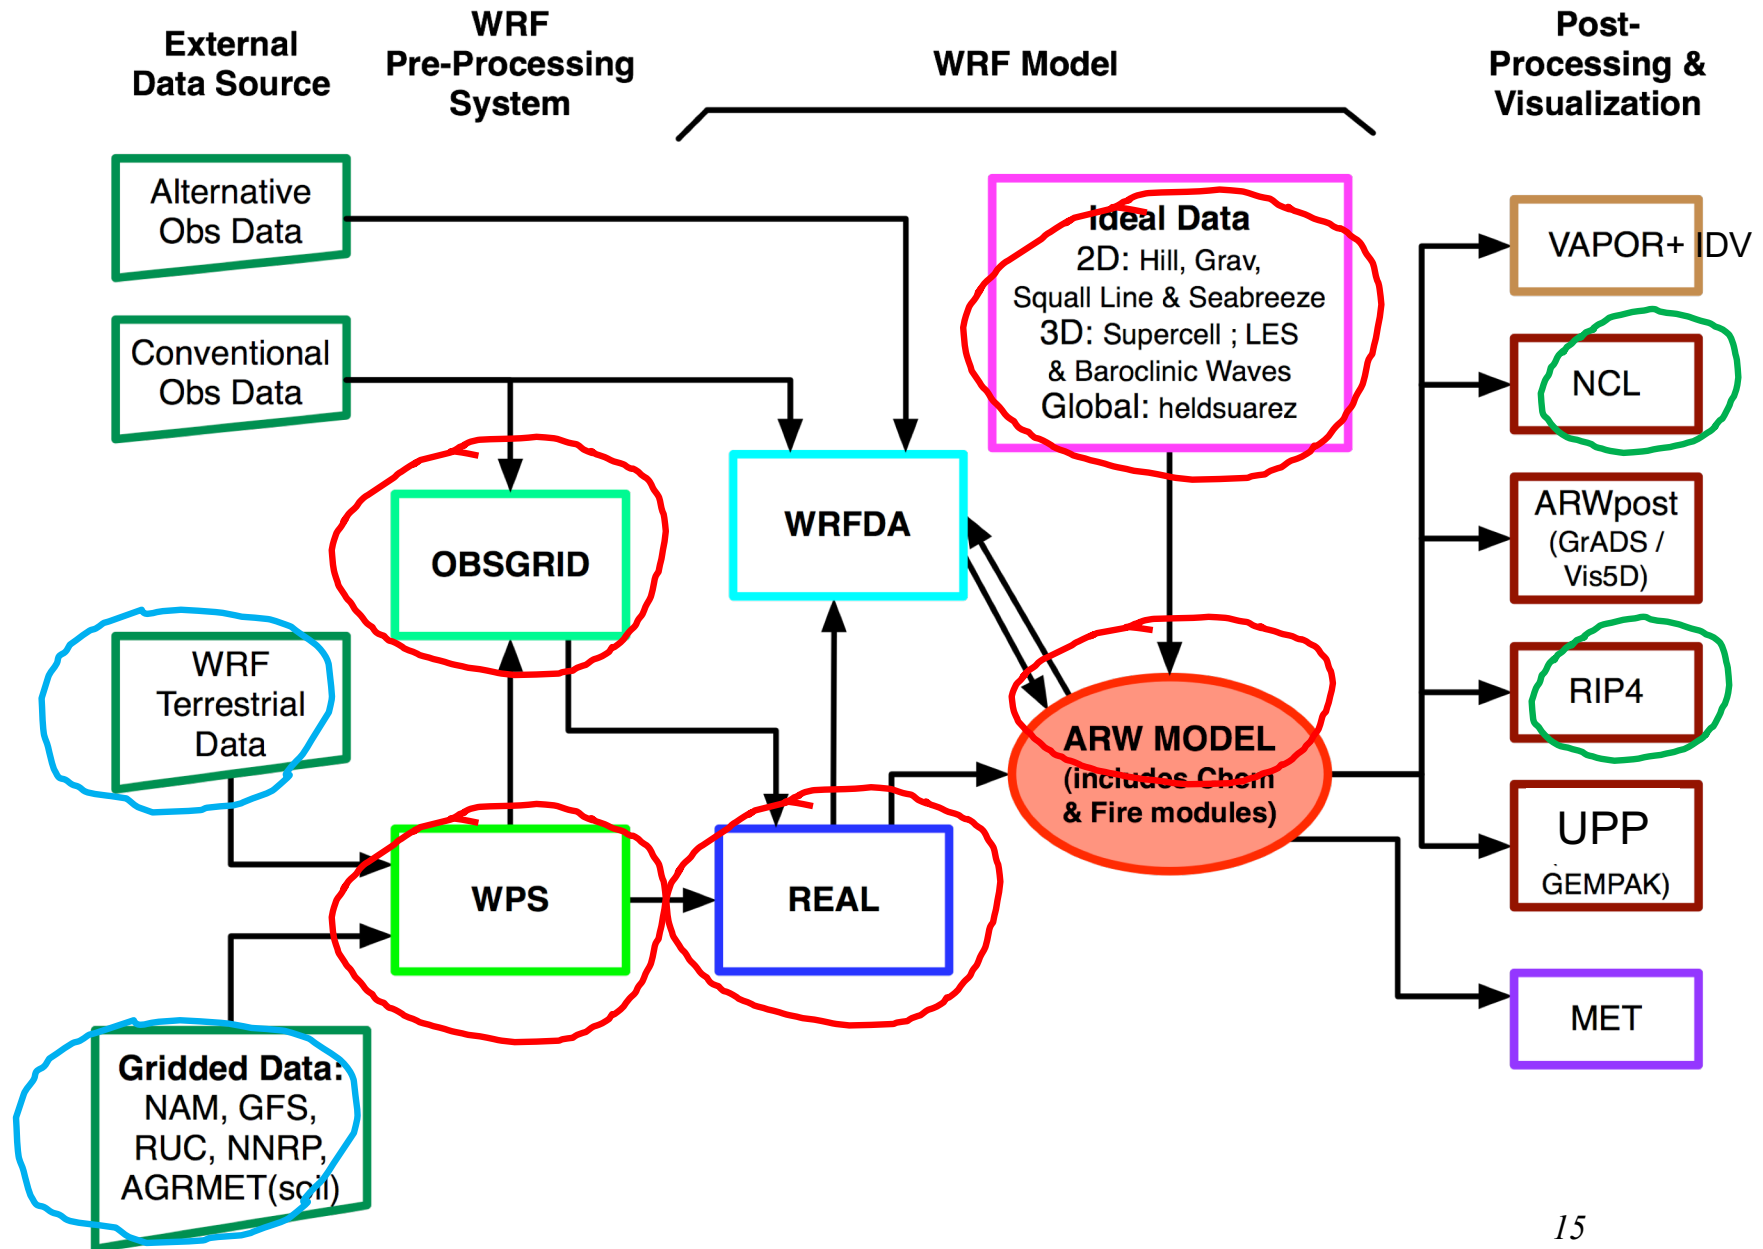 External
Data Source
WRF
Pre-Processing
System
WRF Model
Post-
Processing &
Visualization
Alternative
Obs Data
Conventional
Obs Data
WRF
Terrestrial
Data
Gridded Data:
NAM, GFS,
RUC, NNRP,
AGRMET(soil)
OBSGRID
WPS
WRFDA
REAL
Ideal Data
2D: Hill, Grav,
Squall Line & Seabreeze
3D: Supercell ; LES
& Baroclinic Waves
Global: heldsuarez
ARW MODEL
(includes Chem
& Fire modules)
VAPOR+ IDV
NCL
ARWpost
(GrADS /
Vis5D)
RIP4
UPP
GEMPAK)
MET
15